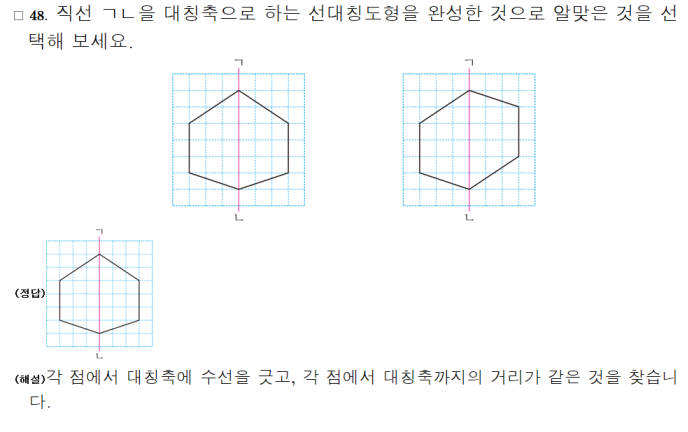 □ 48. 직선 ㄱㄴ을 대칭축으로 하는 선대칭도형을 완성한 것으로 알맞은 것을 선
택해 보세요.
ㄱ ㄱ
ㄴ ㄴ
ㄱ
(정답)
ㄴ
(해설)각 점에서 대칭축에 수선을 긋고, 각 점에서 대칭축까지의 거리가 같은 것을 찾습니
다.